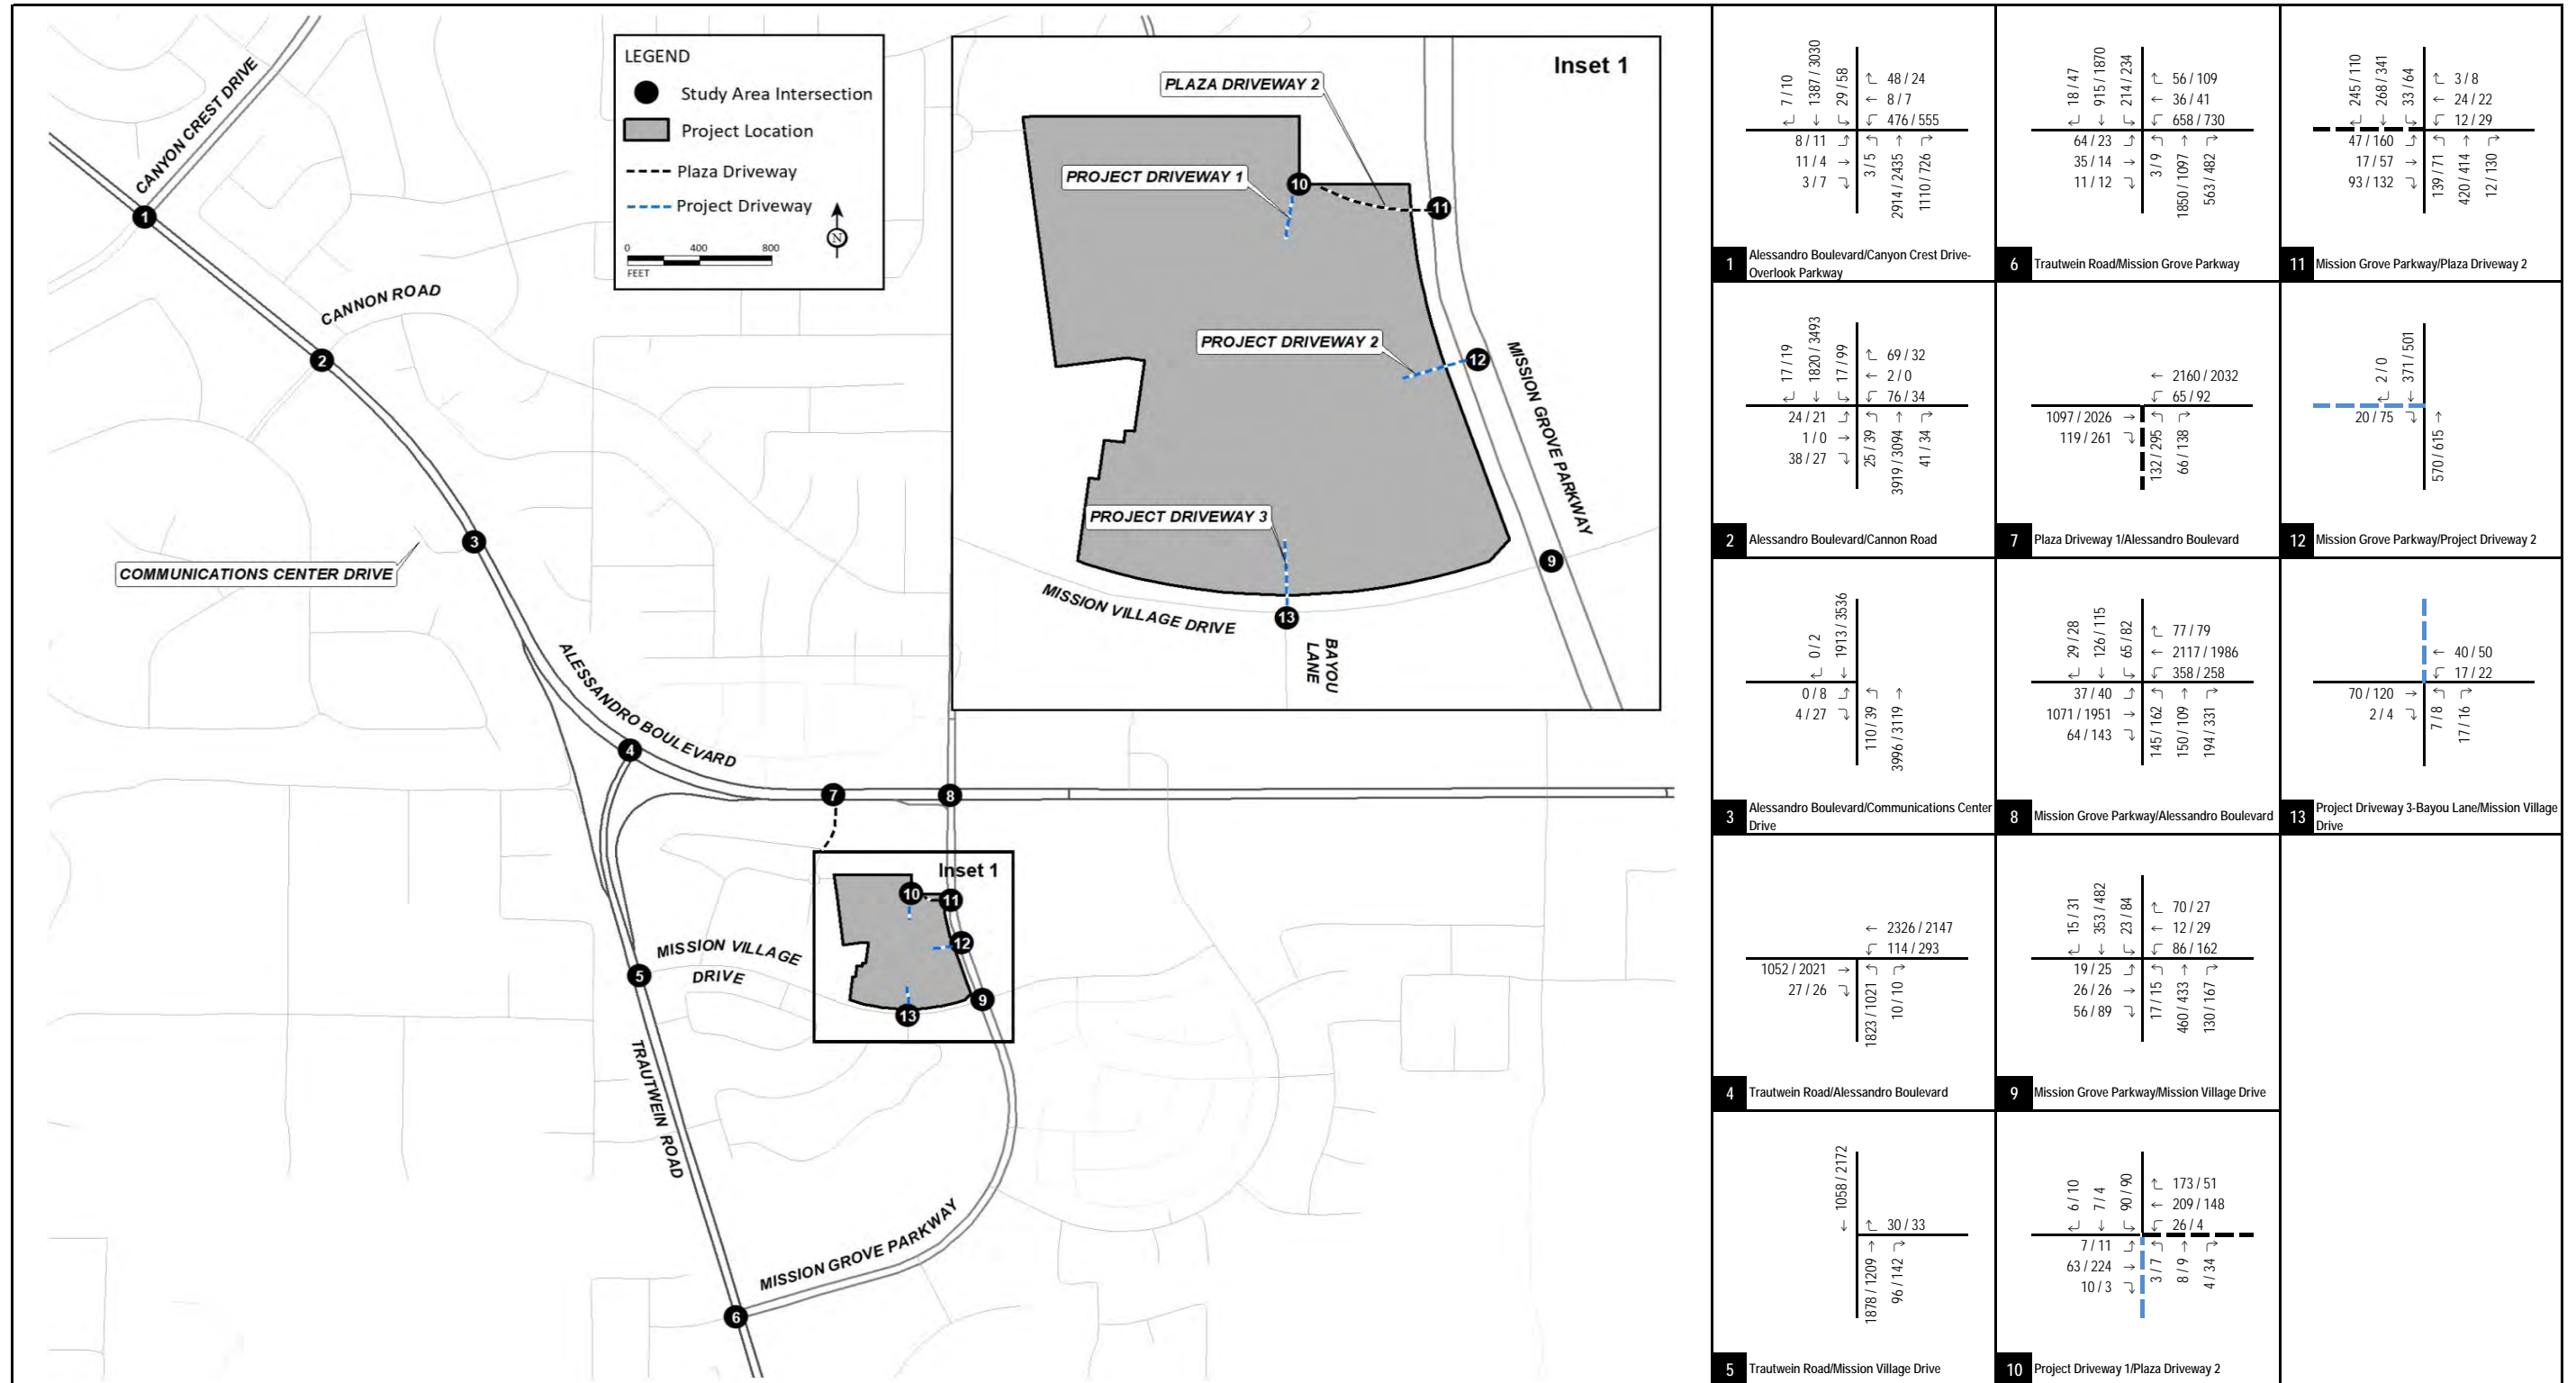 LEGEND
Study Area Intersection
Project Location
Plaza Driveway
Project Driveway
N
0 400 800
FEET
CANYON CREST DRIVE
1
CANNON ROAD
2
3
COMMUNICATIONS CENTER DRIVE
ALESSANDRO BOULEVARD
4
7
8
Inset 1
10
11
12
MISSION VILLAGE
DRIVE
5
13
9
TRAUTWEIN ROAD
MISSION GROVE PARKWAY
6
Inset 1
PLAZA DRIVEWAY 2
PROJECT DRIVEWAY 1
10
11
PROJECT DRIVEWAY 2
12
MISSION GROVE PARKWAY
PROJECT DRIVEWAY 3
9
MISSION VILLAGE DRIVE
13
BAYOU
LANE
7 / 10
1387 / 3030
29 / 58
48 / 24
8 / 7
476 / 555
8 / 11
11 / 4
3 / 7
3 / 5
2914 / 2435
1110 / 726
1 Alessandro Boulevard/Canyon Crest Drive-
Overlook Parkway
18 / 47
915 / 1870
214 / 234
56 / 109
36 / 41
658 / 730
64 / 23
35 / 14
11 / 12
3 / 9
1850 / 1097
563 / 482
6 Trautwein Road/Mission Grove Parkway
245 / 110
268 / 341
33 / 64
3 / 8
24 / 22
12 / 29
47 / 160
17 / 57
93 / 132
139 / 71
420 / 414
12 / 130
11 Mission Grove Parkway/Plaza Driveway 2
17 / 19
1820 / 3493
17 / 99
69 / 32
2 / 0
76 / 34
24 / 21
1 / 0
38 / 27
25 / 39
3919 / 3094
41 / 34
2 Alessandro Boulevard/Cannon Road
2160 / 2032
65 / 92
1097 / 2026
119 / 261
132 / 295
66 / 138
7 Plaza Driveway 1/Alessandro Boulevard
2 / 0
371 / 501
20 / 75
570 / 615
12 Mission Grove Parkway/Project Driveway 2
0 / 2
1913 / 3536
0 / 8
4 / 27
110 / 39
3996 / 3119
3 Alessandro Boulevard/Communications Center
Drive
29 / 28
126 / 115
65 / 82
77 / 79
2117 / 1986
358 / 258
37 / 40
1071 / 1951
64 / 143
145 / 162
150 / 109
194 / 331
8 Mission Grove Parkway/Alessandro Boulevard
40 / 50
17 / 22
70 / 120
2 / 4
7 / 8
17 / 16
13 Project Driveway 3-Bayou Lane/Mission Village
Drive
2326 / 2147
114 / 293
1052 / 2021
27 / 26
1823 / 1021
10 / 10
4 Trautwein Road/Alessandro Boulevard
15 / 31
353 / 482
23 / 84
70 / 27
12 / 29
86 / 162
19 / 25
26 / 26
56 / 89
17 / 15
460 / 433
130 / 167
9 Mission Grove Parkway/Mission Village Drive
1058 / 2172
30 / 33
1878 / 1209
96 / 142
5 Trautwein Road/Mission Village Drive
6 / 10
7 / 4
90 / 90
173 / 51
209 / 148
26 / 4
7 / 11
63 / 224
10 / 3
3 / 7
8 / 9
4 / 34
10 Project Driveway 1/Plaza Driveway 2